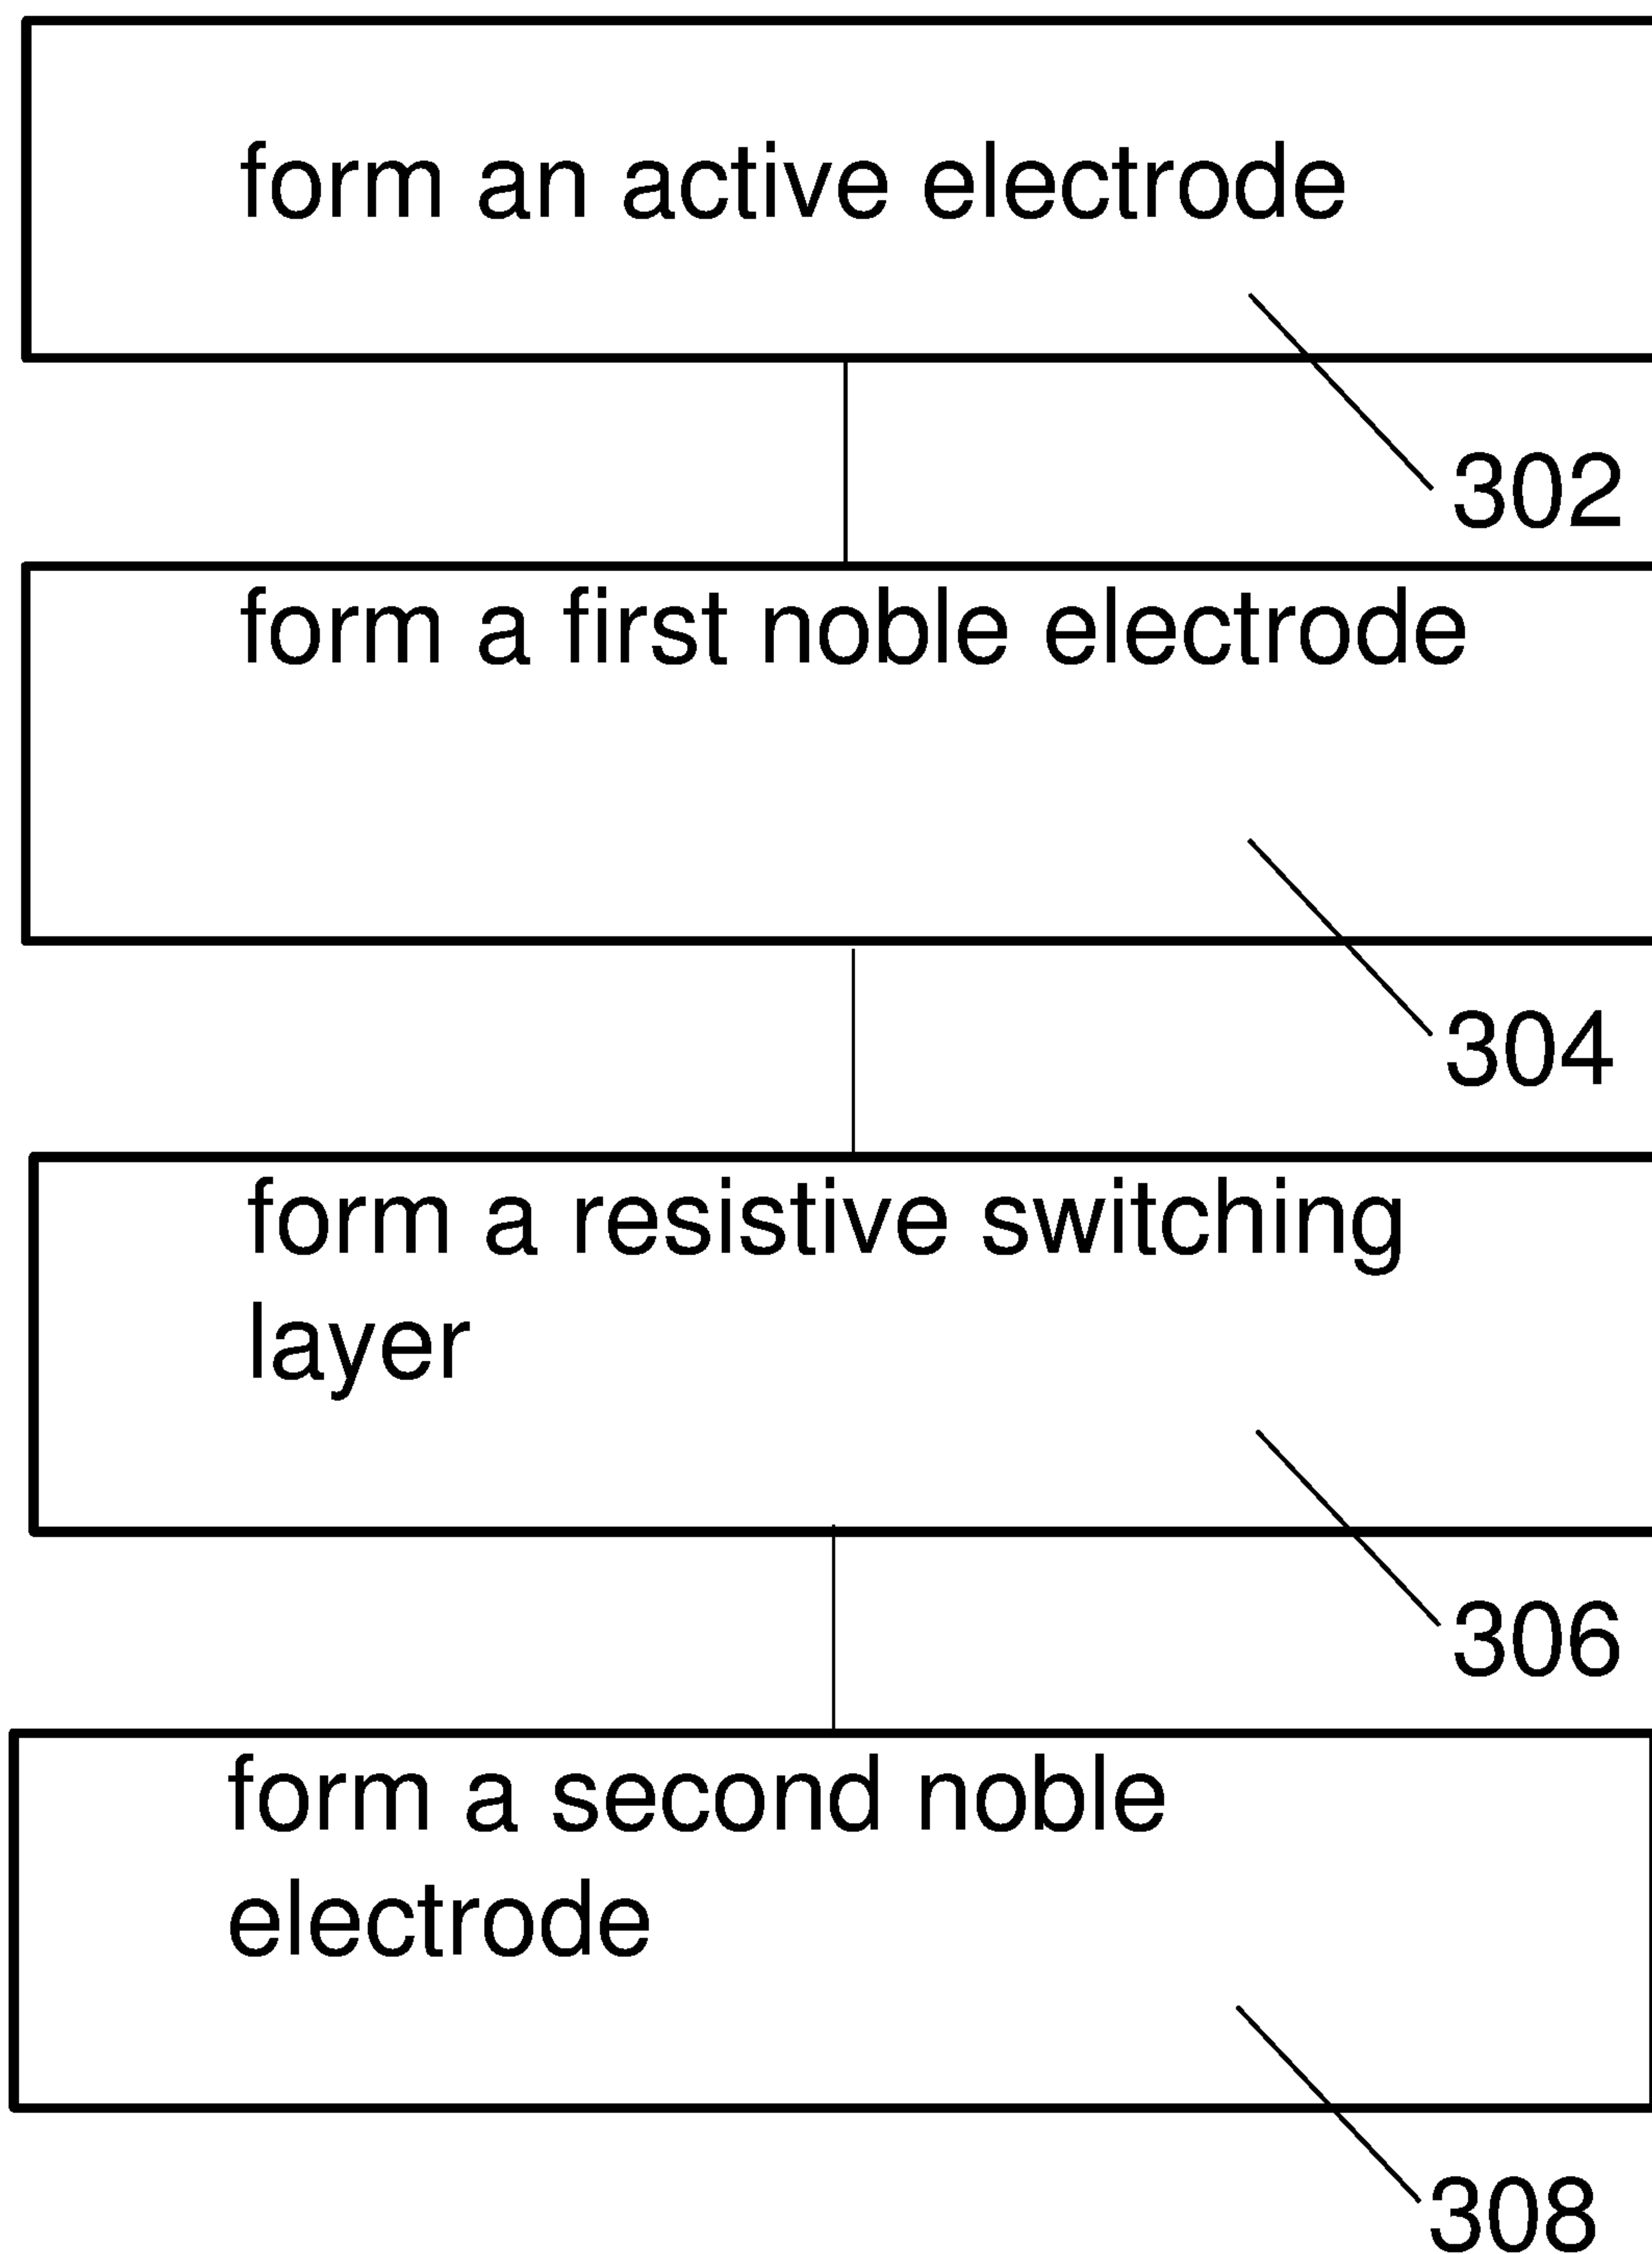 form an active electrode
302
form a first noble electrode
304
form a resistive switching
layer
306
form a second noble
electrode
308